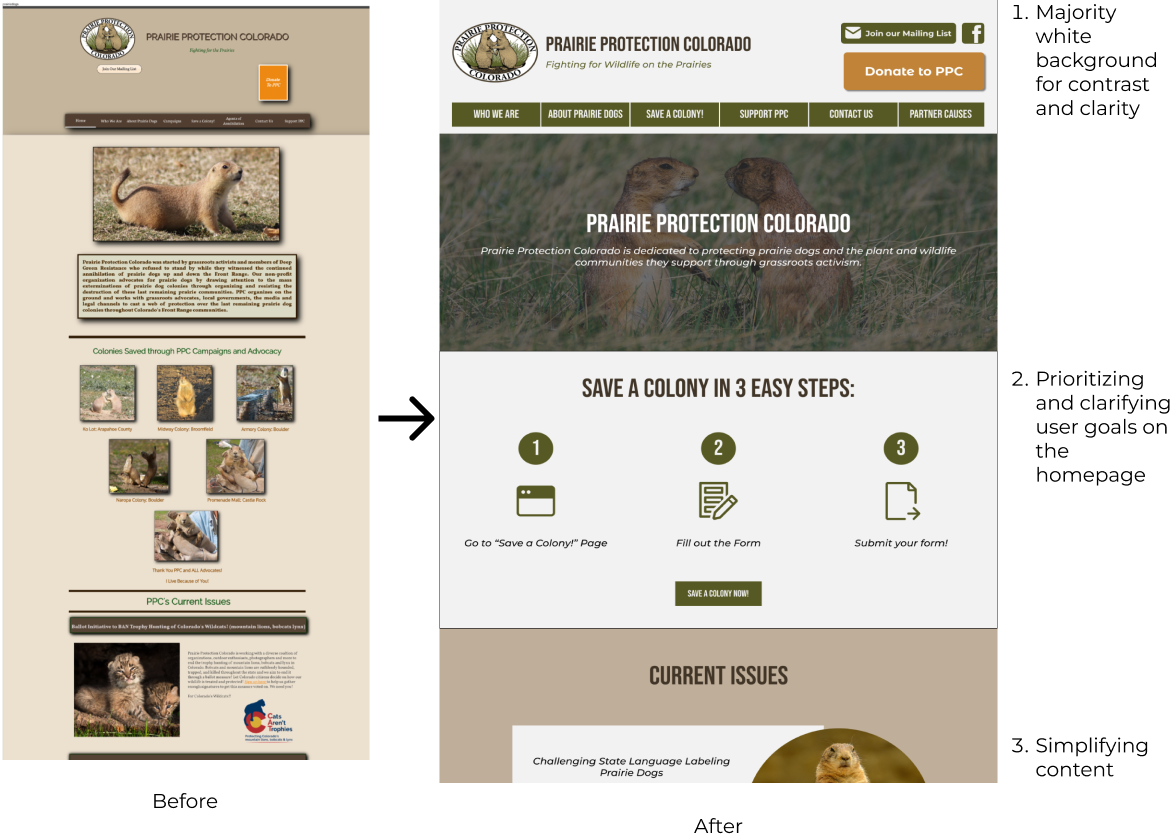 PRAIRIE PROTECTION
COLORADO
PRAIRIE PROTECTION COLORADO
Fighting for the Prairies
Join Our Mailing List
Donate
To PPC
Home
Who We Are
About Prairie Dogs
Campaigns
Save a Colony!
Agents of
Annihilation
Contact Us
Support PPC
Prairie Protection Colorado was started by grassroots activists and members of Deep
Green Resistance who refused to stand by while they witnessed the continued
annihilation of prairie dogs up and down the Front Range. Our non-profit
organization advocates for prairie dogs by drawing attention to the mass
exterminations of prairie dog colonies through organizing and resisting the
destruction of these last remaining prairie communities. PPC organizes on the
ground and works with grassroots advocates, local governments, the media and
legal channels to cast a web of protection over the last remaining prairie dog
colonies throughout Colorado's Front Range communities.
Colonies Saved through PPC Campaigns and Advocacy
Lot: Arapahoe County
Midway Colony: Broomfield
Armory Colony: Boulder
Colony: Boulder
Promenade Mall: Castle Rock
Thank You PPC and ALL Advocates!
I Live Because of You!
PPC's Current Issues
Ballot Initiative to BAN Trophy Hunting of Colorado's Wildcats! (mountain lions, bobcats lynx)
For Colorado's Wildcats!!
Cats
Aren't
Trophies
Before
PRAIRIE PROTECTION
COLORADO
PRAIRIE PROTECTION COLORADO
Fighting for Wildlife on the Prairies
Join our Mailing List
f
Donate to PPC
WHO WE ARE
ABOUT PRAIRIE DOGS
SAVE A COLONY!
SUPPORT PPC
CONTACT US
PARTNER CAUSES
PRAIRIE PROTECTION COLORADO
Prairie Protection Colorado is dedicated to protecting prairie dogs and the plant and wildlife
communities they support through grassroots activism.
SAVE A COLONY IN 3 EASY STEPS:
1
2
3
Go to “Save a Colony!” Page
Fill out the Form
Submit your form!
SAVE A COLONY NOW!
CURRENT ISSUES
Challenging State Language Labeling
Prairie Dogs
After
1. Majority
white
background
for contrast
and clarity
2. Prioritizing
and clarifying
user goals on
the
homepage
3. Simplifying
content